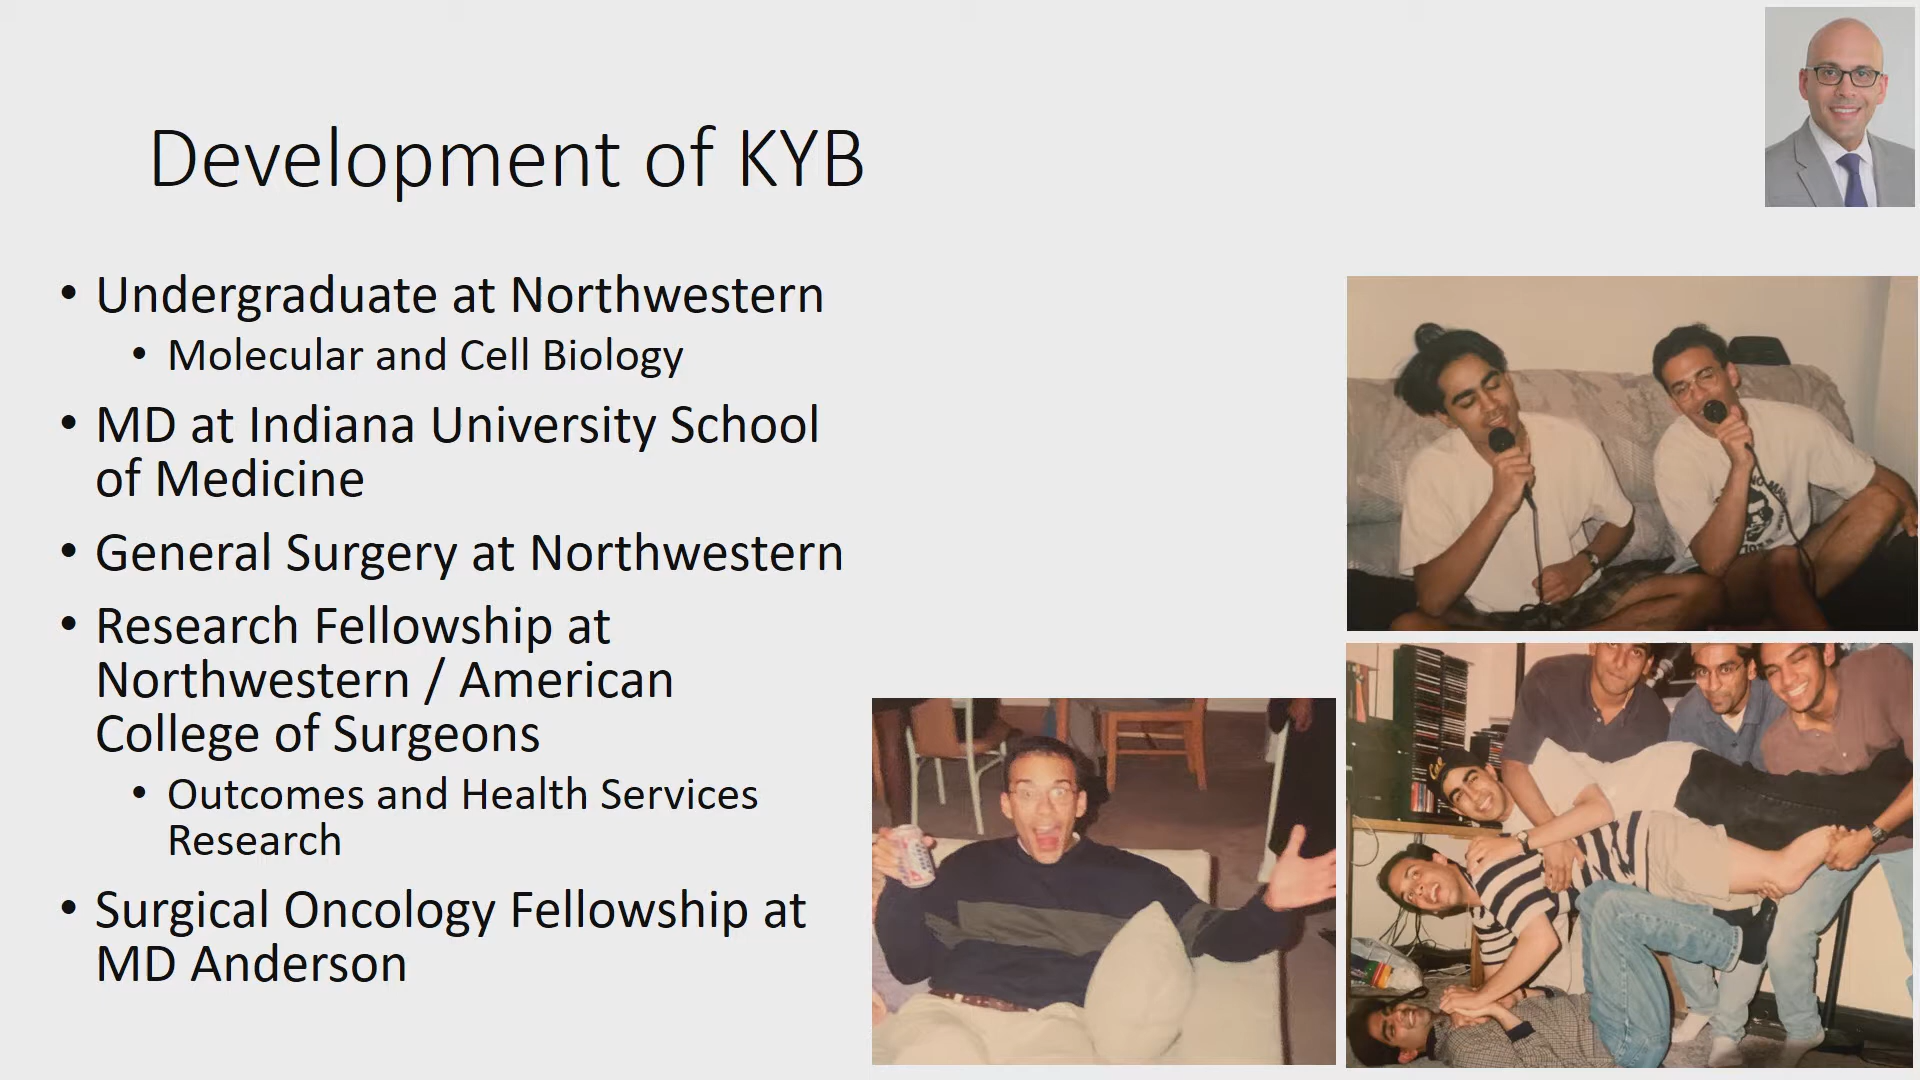 Development of KYB
• Undergraduate at Northwestern
• Molecular and Cell Biology
• MD at Indiana University School
of Medicine
• General Surgery at Northwestern
• Research Fellowship at
Northwestern / American
College of Surgeons
• Outcomes and Health Services
Research
• Surgical Oncology Fellowship at
MD Anderson
Cal